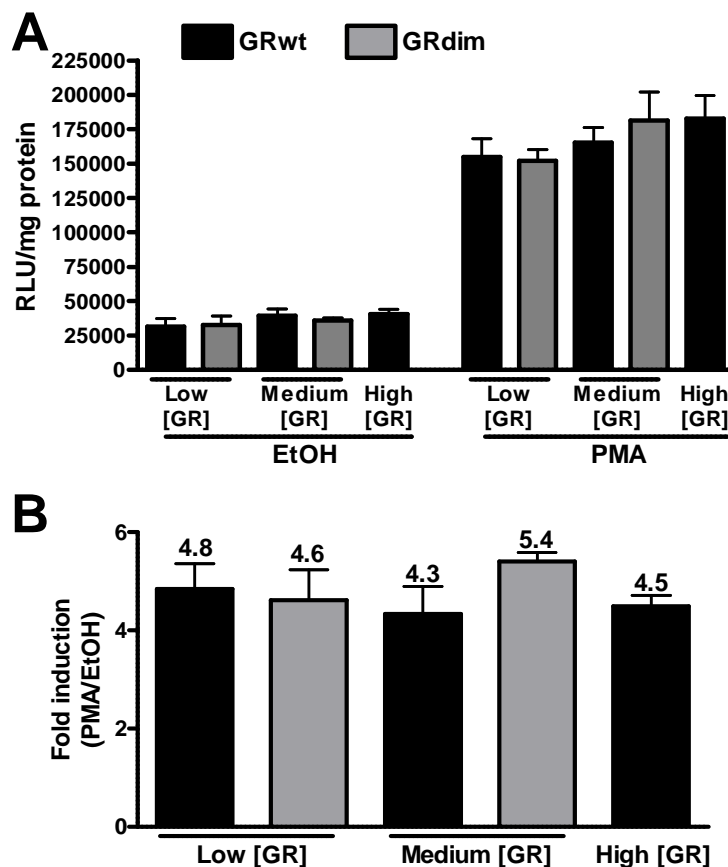 A
GRwt GRdim
225000
200000
175000
150000
125000
100000
75000
50000
25000
0
RLU/mg protein
Low Medium High Low Medium High
[GR] [GR] [GR] [GR] [GR] [GR]
EtOH PMA
B
6
4
2
0
Fold induction
(PMA/EtOH)
4.8 4.6 4.3 5.4 4.5
Low [GR] Medium [GR] High [GR]